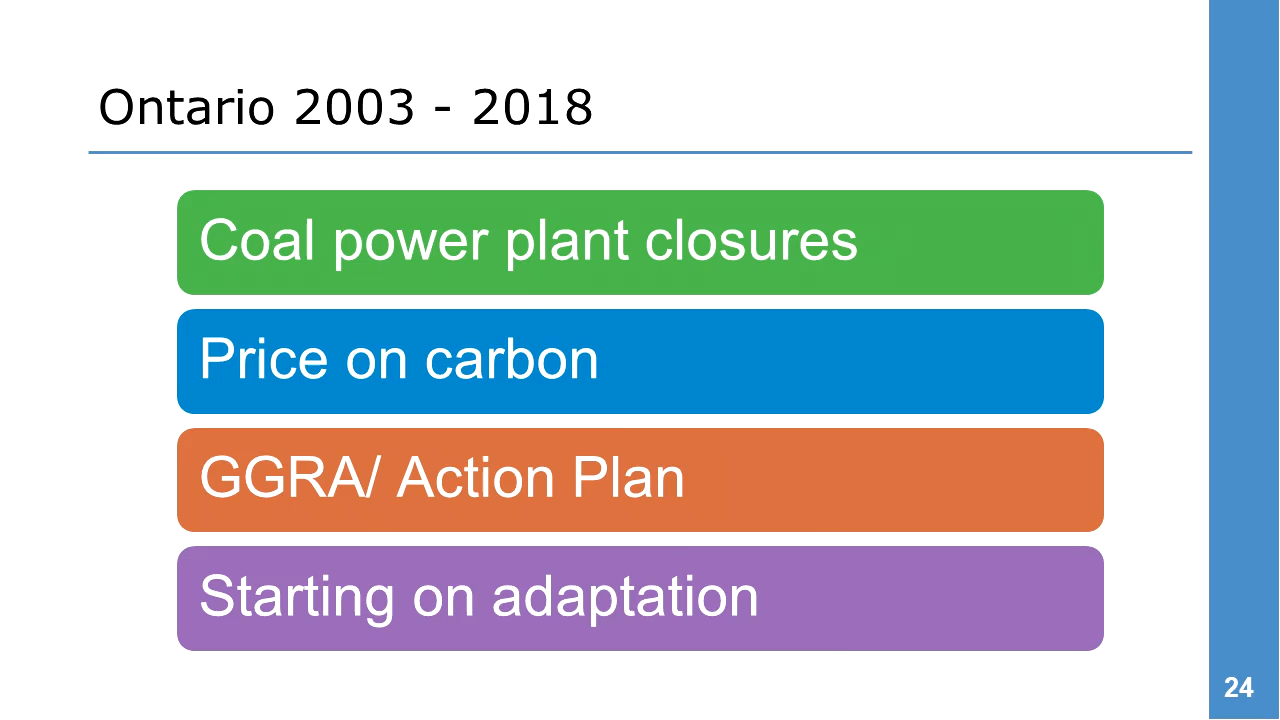 Ontario 2003 - 2018
Coal power plant closures
Price on carbon
GGRA/ Action Plan
Starting on adaptation
24